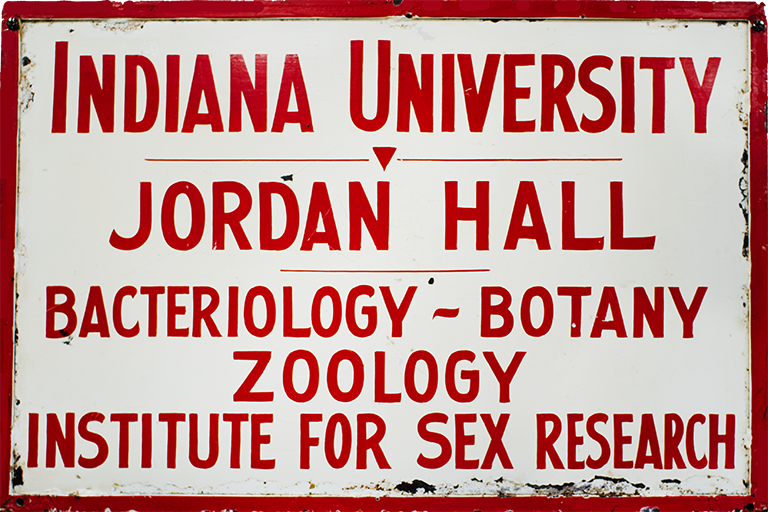 INDIANA UNIVERSITY
JORDAN HALL
BACTERIOLOGY ~ BOTANY
ZOOLOGY
INSTITUTE FOR SEX RESEARCH